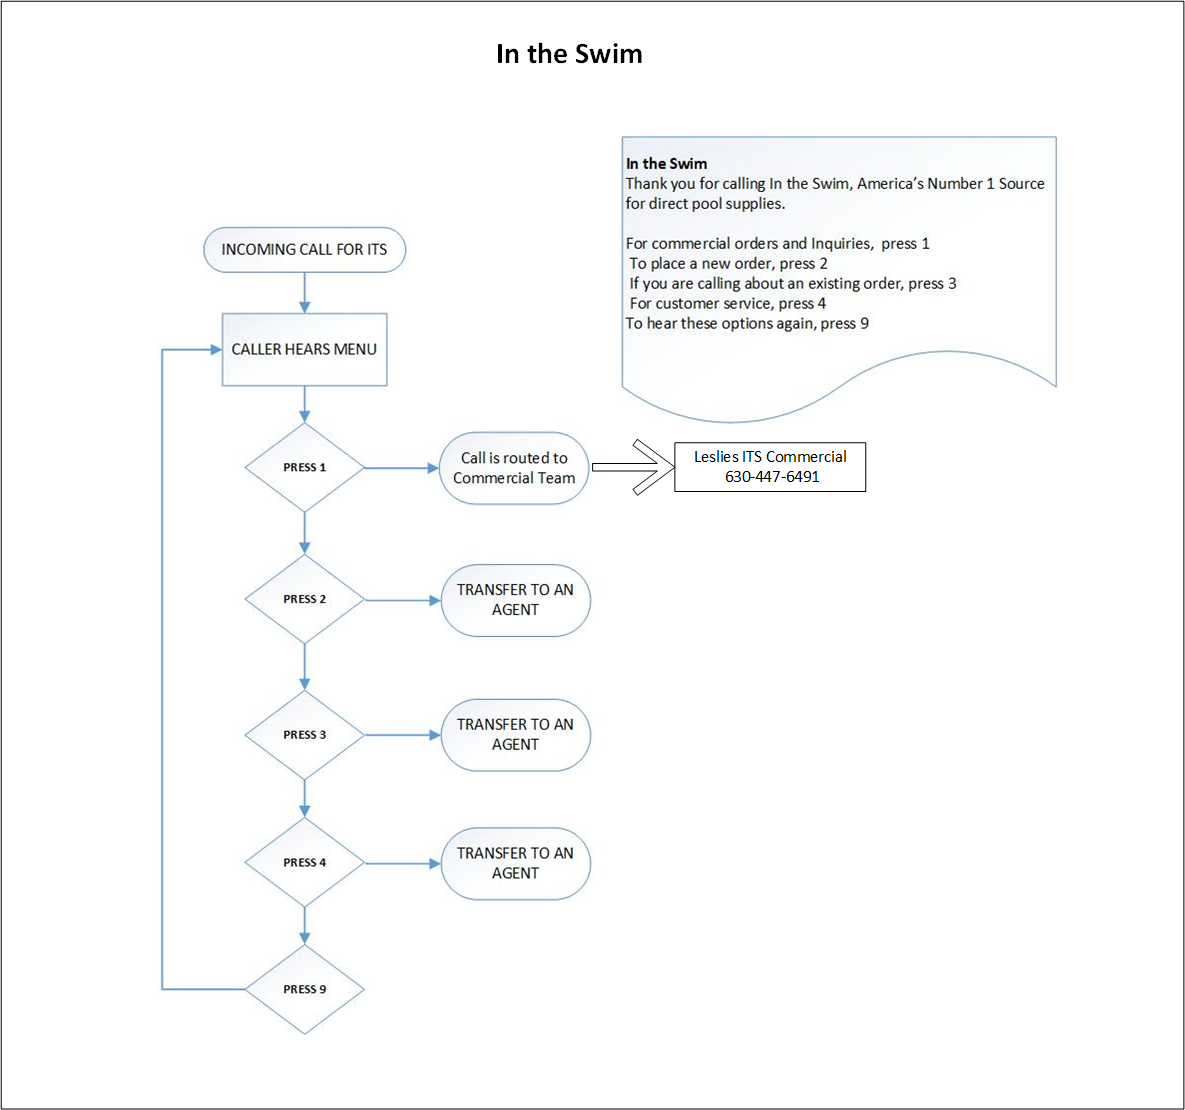 In the Swim
In the Swim
Thank you for calling In the Swim, America's Number 1 Source
for direct pool supplies.
For commercial orders and Inquiries, press 1
To place a new order, press 2
If you are calling about an existing order, press 3
For customer service, press 4
To hear these options again, press 9
INCOMING CALL FOR ITS
CALLER HEARS MENU
PRESS 1
Call is routed to
Commercial Team
Leslies ITS Commercial
630-447-6491
PRESS 2
TRANSFER TO AN
AGENT
PRESS 3
TRANSFER TO AN
AGENT
PRESS 4
TRANSFER TO AN
AGENT
PRESS 9